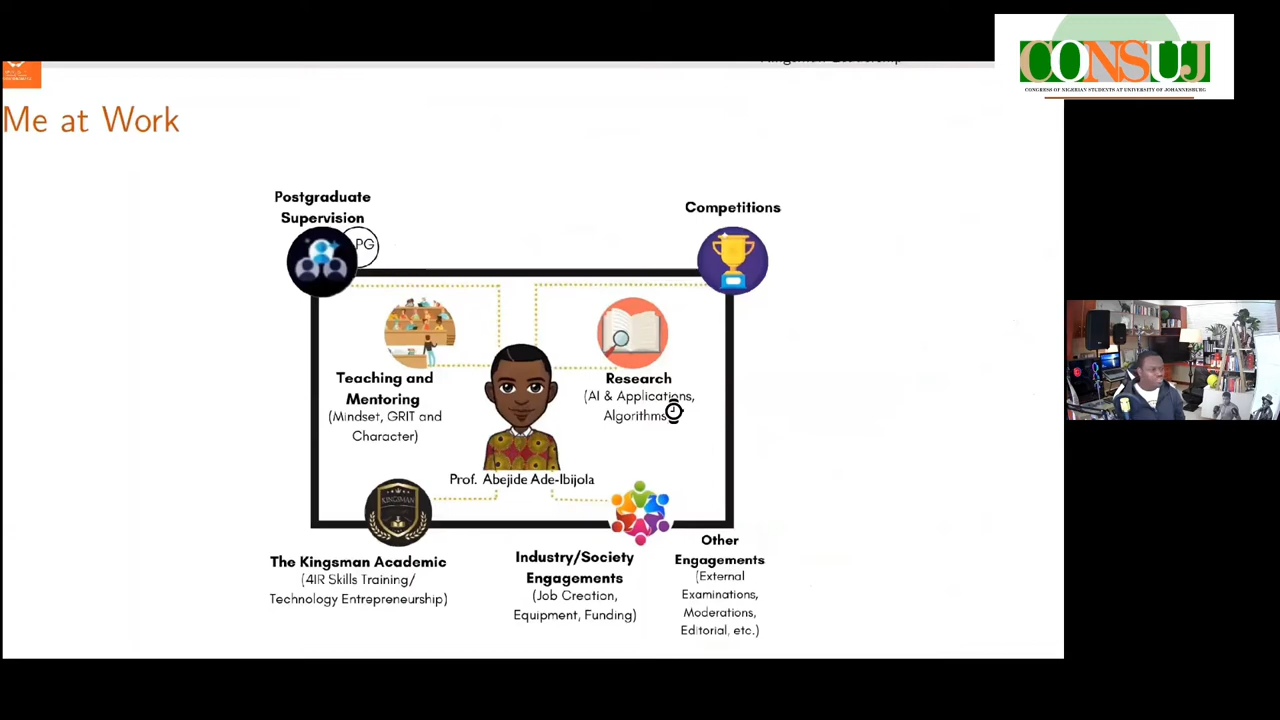 CONSUJ
CONGRESS OF NIGERIAN STUDENTS AT UNIVERSITY OF JOHANNESBURG
Me at Work
Postgraduate
Supervision
PG
Competitions
Teaching and
Mentoring
(Mindset, GRIT and
Character)
Research
(AI & Applications,
Algorithms
Prof. Abejide Ade-Ibijola
KINGSMAN
The Kingsman Academic
(4IR Skills Training/
Technology Entrepreneurship)
Industry/Society
Engagements
(Job Creation,
Equipment, Funding)
Other
Engagements
(External
Examinations,
Moderations,
Editorial, etc.)